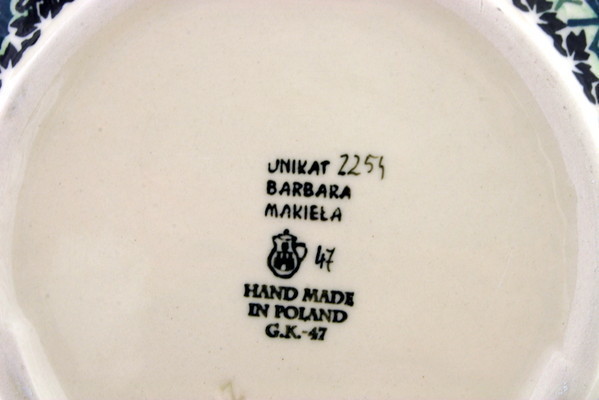 UNIKAT 2254
BARBARA
MAKIEŁA
47
HAND MADE
IN POLAND
G.K.-47